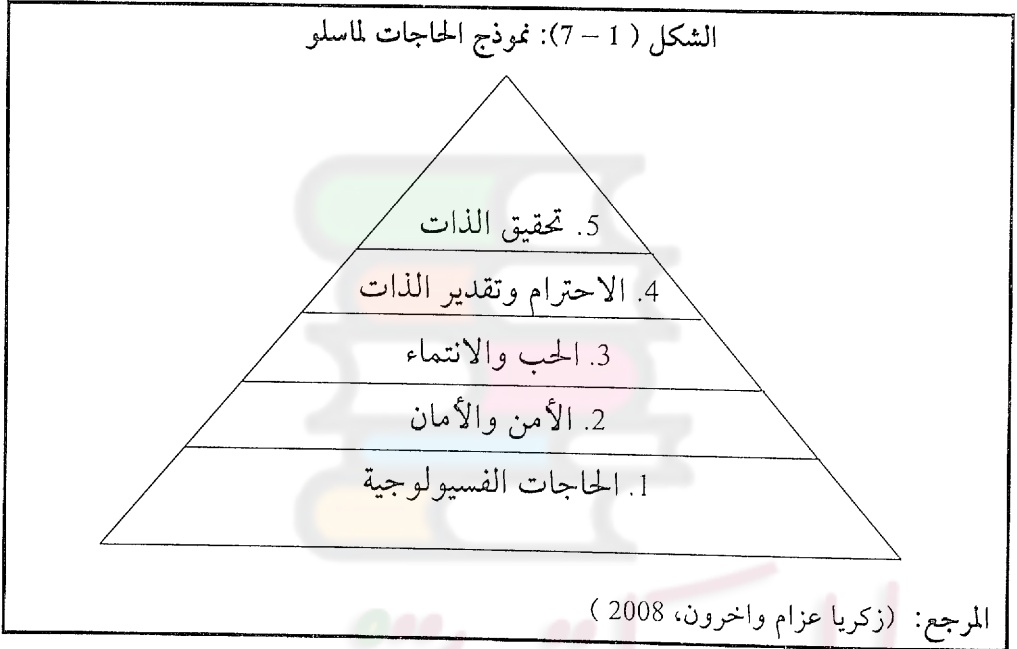 الشكل ( 1 – 7): نموذج الحاجات لماسلو
5. تحقيق الذات
4. الاحترام وتقدير الذات
3. الحب والانتماء
2. الأمن والأمان
1. الحاجات الفسيولوجية
المرجع: (زكريا عزام واخرون، 2008 )